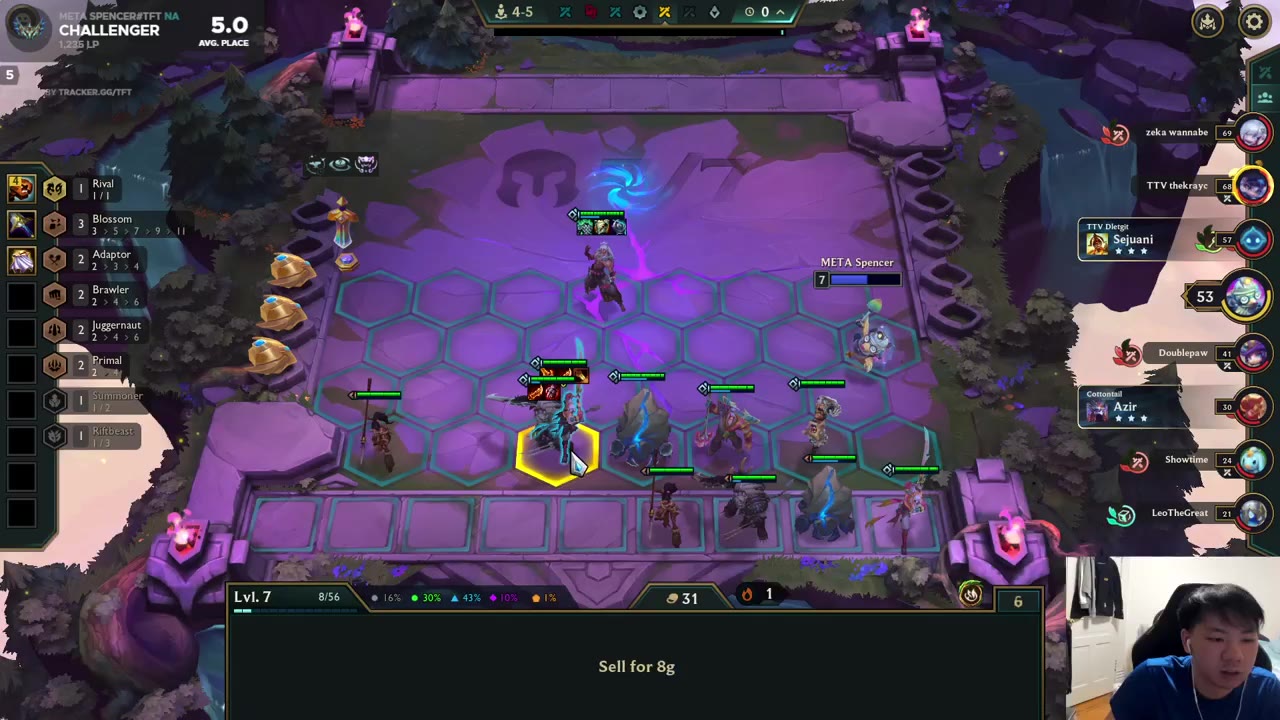 META SPENCER#TFT NA
CHALLENGER
1,235 LP
5.0
AVG. PLACE
5
BY TRACKER.GG/TFT
4-5
0
4
1
Rival
1 / 1
3
Blossom
3 > 5 > 7 > 9 > 11
2
Adaptor
2 > 3 > 4
2
Brawler
2 > 4 > 6
2
Juggernaut
2 > 4 > 6
2
Primal
2
1
Summoner
1 / 2
1
Riftbeast
1 / 3
META Spencer
7
zeka wannabe
69
TTV thekrayc
68
TTV Dletgit
Sejuani
57
53
Doublepaw
41
Cottontail
Azir
30
Showtime
24
LeoTheGreat
21
Lvl. 7
8/56
16%
30%
43%
10%
1%
31
1
6
Sell for 8g